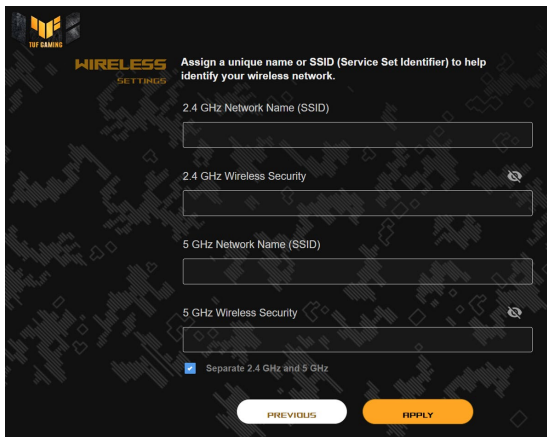 TUF GAMING
WIRELESS
SETTINGS
Assign a unique name or SSID (Service Set Identifier) to help
identify your wireless network.
2.4 GHz Network Name (SSID)
2.4 GHz Wireless Security
5 GHz Network Name (SSID)
5 GHz Wireless Security
Separate 2.4 GHz and 5 GHz
PREVIOUS
APPLY